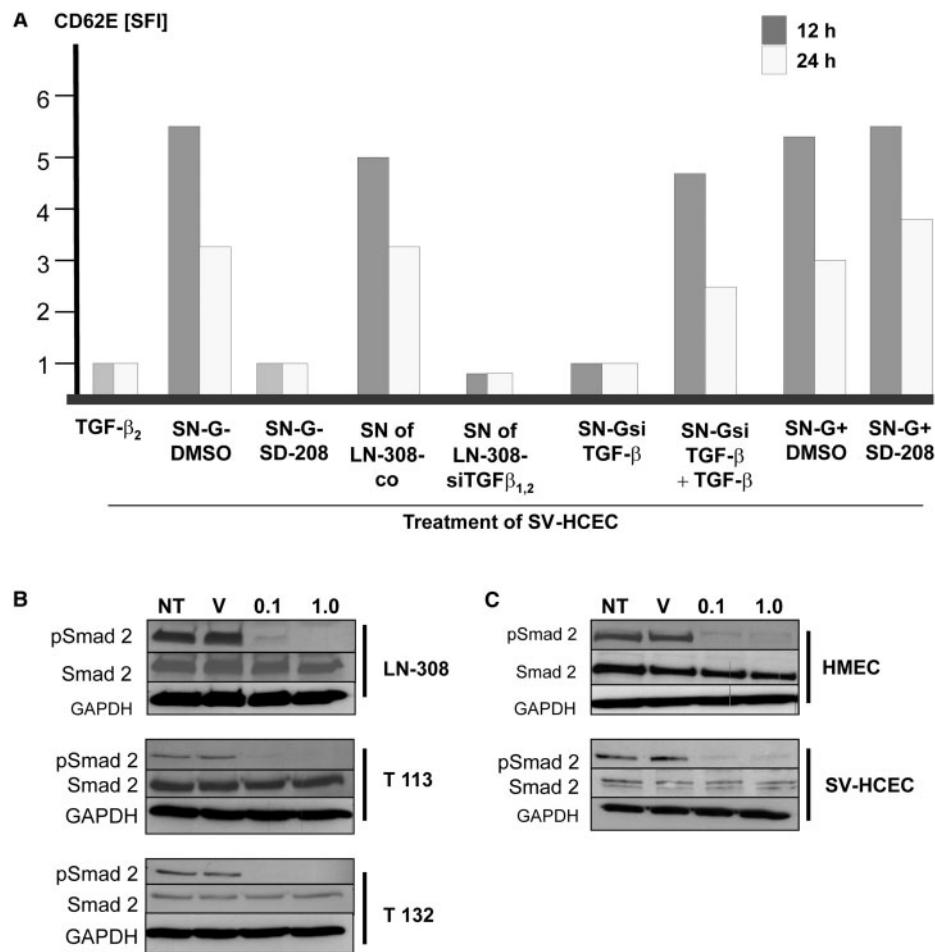 A
CD62E [SFI]
12 h
24 h
6
5
4
3
2
1
TGF-β₂
SN-G-
DMSO
SN-G-
SD-208
SN of
LN-308-
co
SN of
LN-308-
siTGFβ₁,₂
SN-Gsi
TGF-β
SN-Gsi
TGF-β
+ TGF-β
SN-G+
DMSO
SN-G+
SD-208
Treatment of SV-HCEC
B
NT V 0.1 1.0
pSmad 2
Smad 2
GAPDH
LN-308
pSmad 2
Smad 2
GAPDH
T 113
pSmad 2
Smad 2
GAPDH
T 132
C
NT V 0.1 1.0
pSmad 2
Smad 2
GAPDH
HMEC
pSmad 2
Smad 2
GAPDH
SV-HCEC